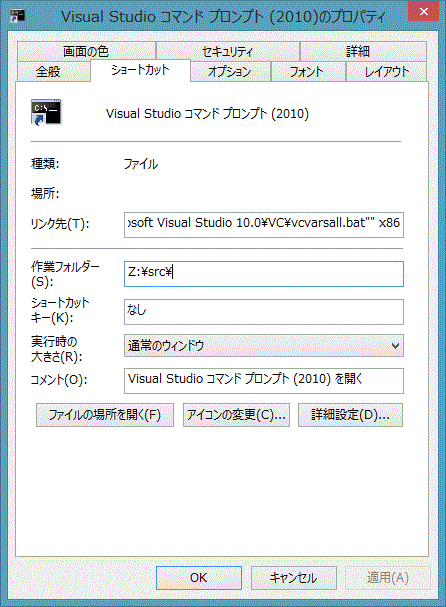 Visual Studio コマンド プロンプト (2010)のプロパティ
画面の色 セキュリティ 詳細
全般 ショートカット オプション フォント レイアウト
Visual Studio コマンド プロンプト (2010)
種類: ファイル
場所:
リンク先(T): osoft Visual Studio 10.0¥VC¥vcvarsall.bat"" x86
作業フォルダー
(S): Z:¥src¥
ショートカット
キー(K): なし
実行時の
大きさ(R): 通常のウィンドウ
コメント(O): Visual Studio コマンド プロンプト (2010) を開く
ファイルの場所を開く(F) アイコンの変更(C)... 詳細設定(D)...
OK キャンセル 適用(A)